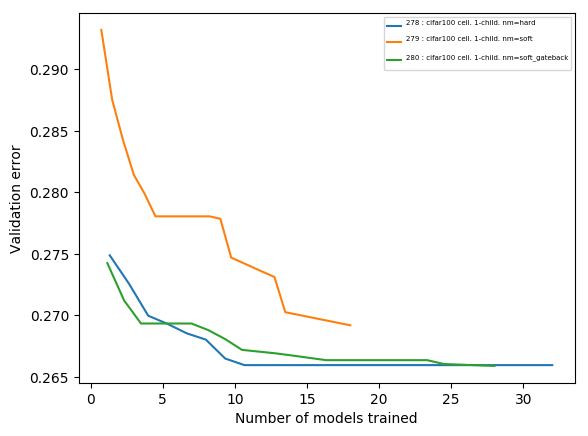 278 : cifar100 cell. 1-child. nm=hard
279 : cifar100 cell. 1-child. nm=soft
280 : cifar100 cell. 1-child. nm=soft_gateback
0.290
0.285
0.280
0.275
0.270
0.265
Validation error
0 5 10 15 20 25 30
Number of models trained